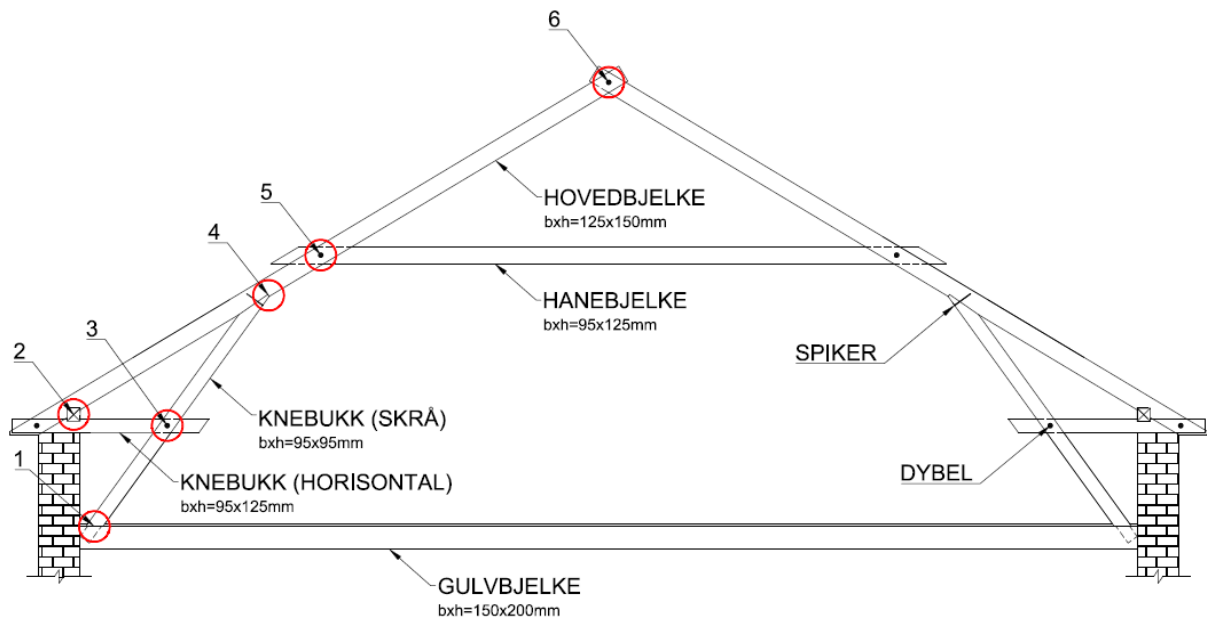 6
HOVEDBJELKE
bxh=125x150mm
5
4
HANEBJELKE
bxh=95x125mm
3
SPIKER
2
KNEBUKK (SKRÅ)
bxh=95x95mm
1
KNEBUKK (HORISONTAL)
bxh=95x125mm
DYBEL
GULVBJELKE
bxh=150x200mm